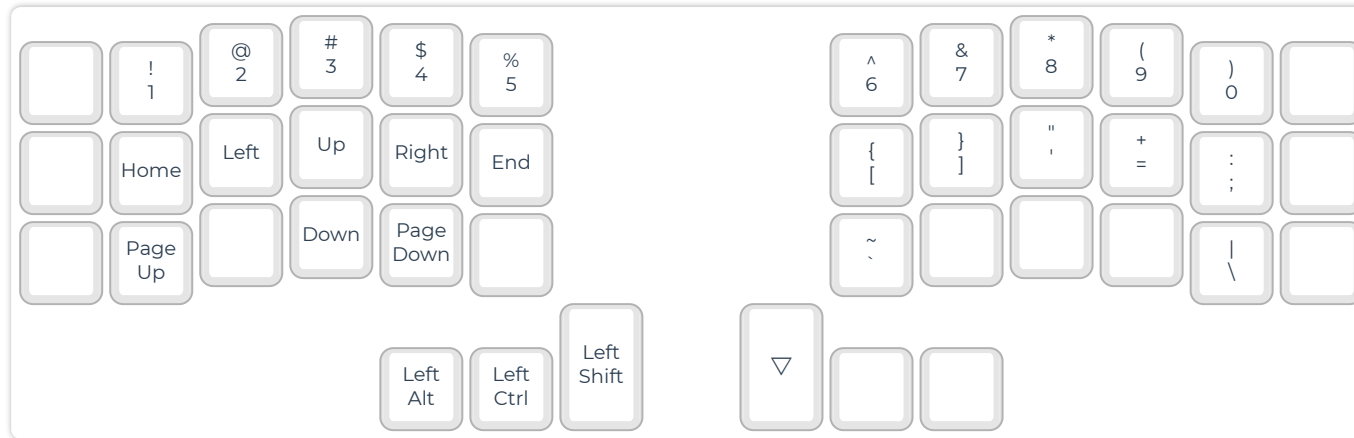 ! @ # $ % ^ & * ( )
1 2 3 4 5 6 7 8 9 0
Home Left Up Right End { } " + :
[ ] ' = ;
Page Down Page ~ |
Up Down ` \
Left Left Left ▽
Alt Ctrl Shift